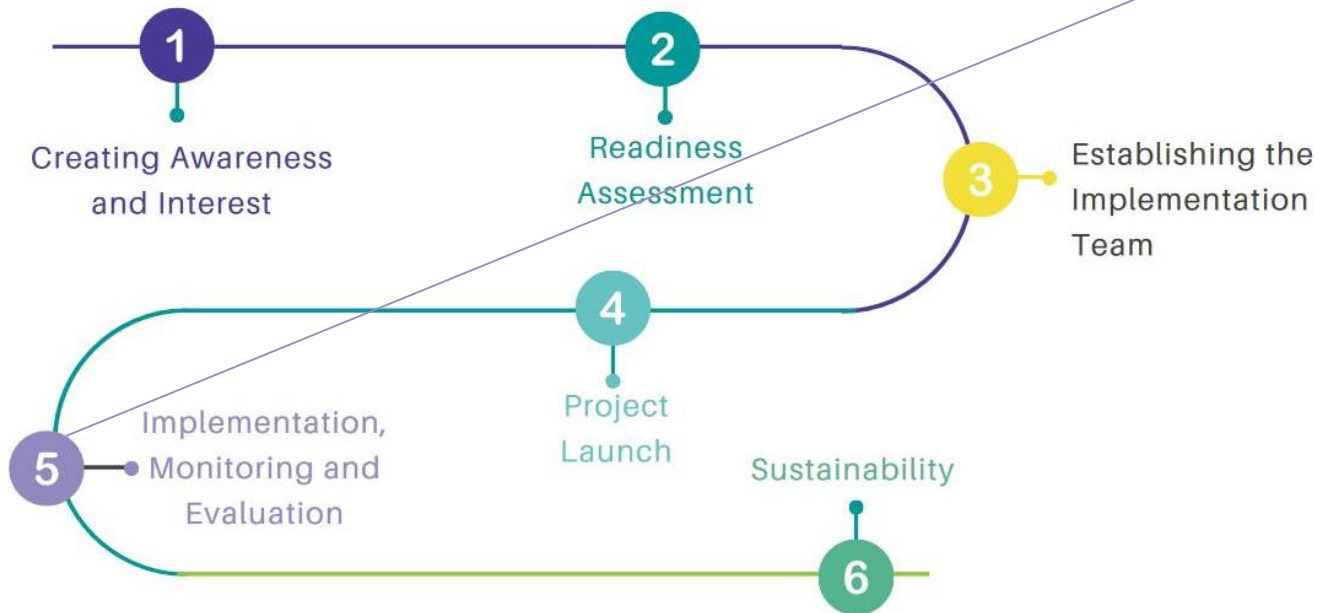 1
Creating Awareness
and Interest
2
Readiness
Assessment
3
Establishing the
Implementation
Team
4
Project
Launch
5
Implementation,
Monitoring and
Evaluation
Sustainability
6